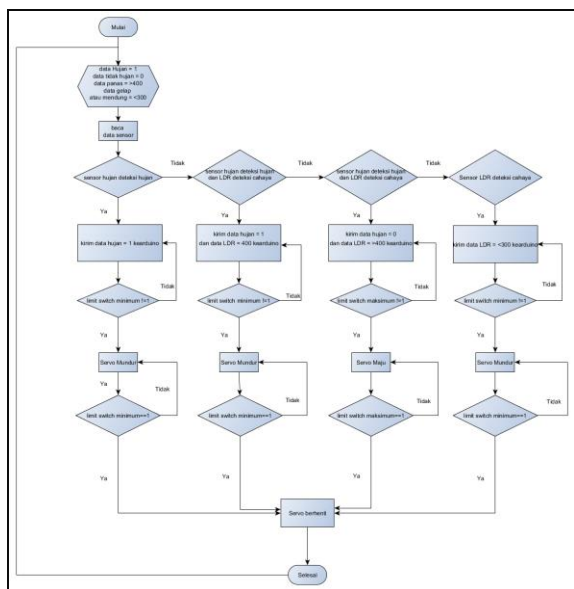 Mulai
data Hujan = 1
data tidak hujan = 0
data panas = >400
data gelap
atau mendung = <300
baca
data sensor
Tidak
Tidak
Tidak
sensor hujan deteksi hujan
sensor hujan deteksi hujan
dan LDR deteksi cahaya
sensor hujan deteksi hujan
dan LDR deteksi cahaya
Sensor LDR deteksi cahaya
Ya
Ya
Ya
Ya
kirim data hujan = 1 kearduino
kirim data hujan = 1
dan data LDR = 400 kearduino
kirim data hujan = 0
dan data LDR = >400 kearduino
kirim data LDR = <300 kearduino
Tidak
Tidak
Tidak
Tidak
limit switch minimum !=1
limit switch minimum !=1
limit switch maksimum !=1
limit switch minimum !=1
Ya
Ya
Ya
Ya
Servo Mundur
Servo Mundur
Servo Maju
Servo Mundur
Ya
Ya
Ya
Ya
Tidak
Tidak
Tidak
Tidak
limit switch minimum==1
limit switch minimum==1
limit switch maksimum==1
limit switch minimum==1
Ya
Ya
Ya
Ya
Servo berhenti
Selesai